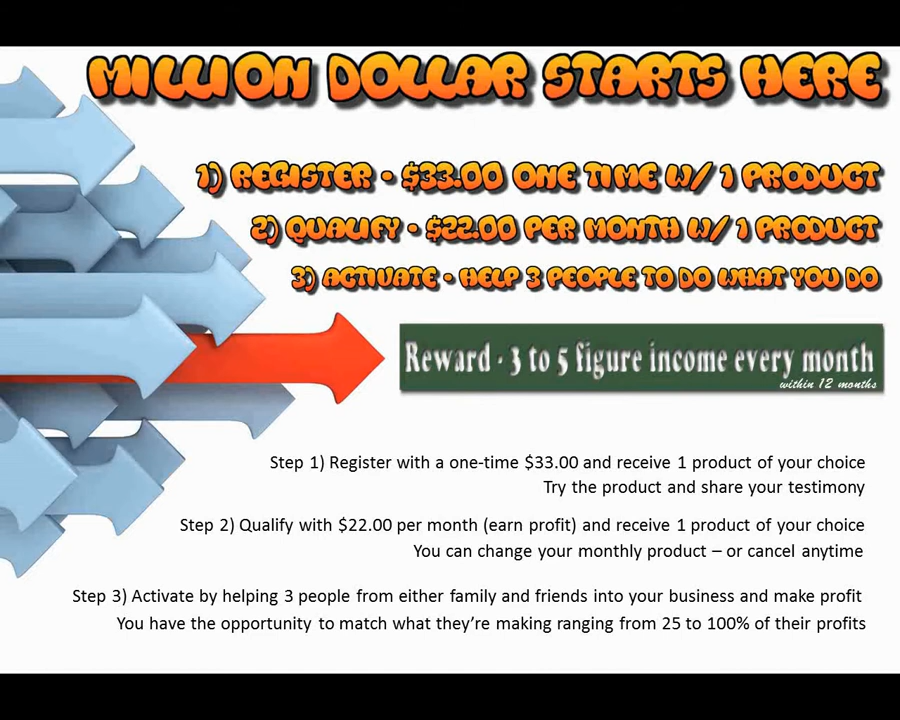 MILLION DOLLAR STARTS HERE
1) REGISTER - $33.00 ONE TIME W/ 1 PRODUCT
2) QUALIFY - $22.00 PER MONTH W/ 1 PRODUCT
3) ACTIVATE - HELP 3 PEOPLE TO DO WHAT YOU DO
Reward - 3 to 5 figure income every month
within 12 months
Step 1) Register with a one-time $33.00 and receive 1 product of your choice
Try the product and share your testimony
Step 2) Qualify with $22.00 per month (earn profit) and receive 1 product of your choice
You can change your monthly product – or cancel anytime
Step 3) Activate by helping 3 people from either family and friends into your business and make profit
You have the opportunity to match what they're making ranging from 25 to 100% of their profits